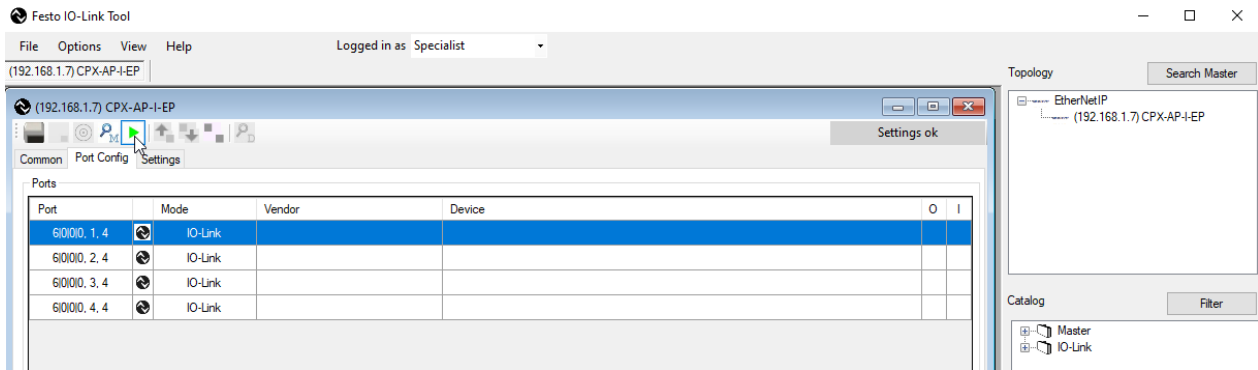 Festo IO-Link Tool
File Options View Help Logged in as Specialist
(192.168.1.7) CPX-AP-I-EP
Topology Search Master
(192.168.1.7) CPX-AP-I-EP
EtherNetIP
(192.168.1.7) CPX-AP-I-EP
M D Settings ok
Common Port Config Settings
Ports
Port Mode Vendor Device O I
6|0|0|0, 1, 4 IO-Link
6|0|0|0, 2, 4 IO-Link
6|0|0|0, 3, 4 IO-Link
6|0|0|0, 4, 4 IO-Link
Catalog Filter
Master
IO-Link